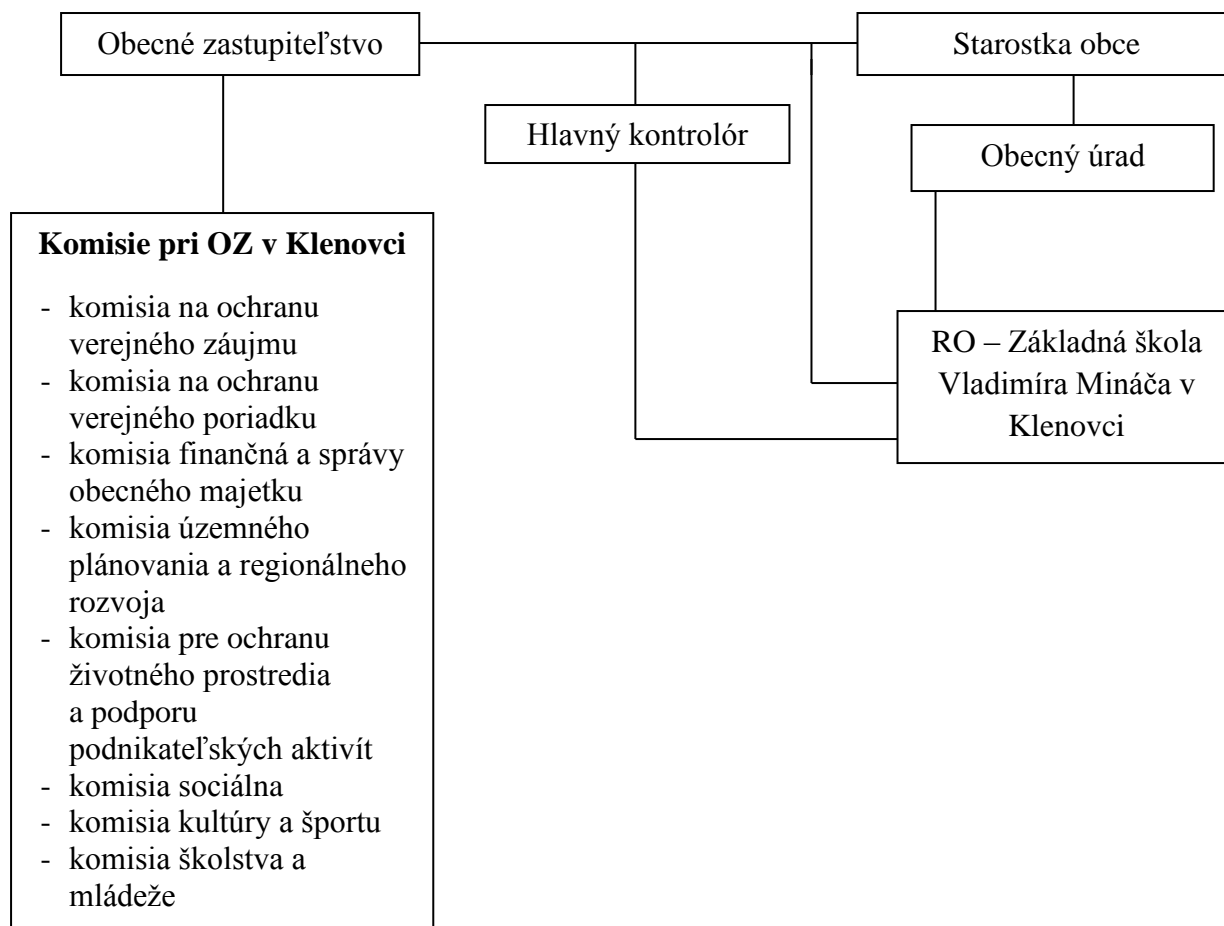 Obecné zastupiteľstvo
Starostka obce
Hlavný kontrolór
Obecný úrad
Komisie pri OZ v Klenovci
- komisia na ochranu
verejného záujmu
- komisia na ochranu
verejného poriadku
- komisia finančná a správy
obecného majetku
- komisia územného
plánovania a regionálneho
rozvoja
- komisia pre ochranu
životného prostredia
a podporu
podnikateľských aktivít
- komisia sociálna
- komisia kultúry a športu
- komisia školstva a
mládeže
RO – Základná škola
Vladimíra Mináča v
Klenovci